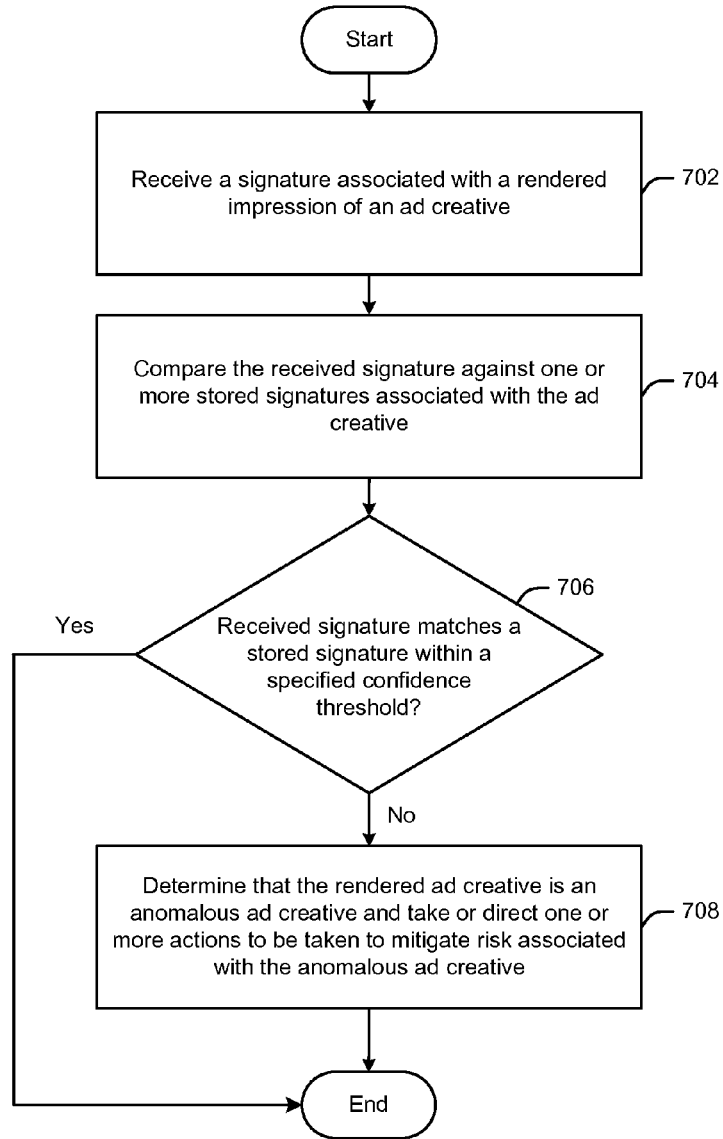 Start
Receive a signature associated with a rendered
impression of an ad creative
702
Compare the received signature against one or
more stored signatures associated with the ad
creative
704
706
Yes
Received signature matches a
stored signature within a
specified confidence
threshold?
No
Determine that the rendered ad creative is an
anomalous ad creative and take or direct one or
more actions to be taken to mitigate risk associated
with the anomalous ad creative
708
End